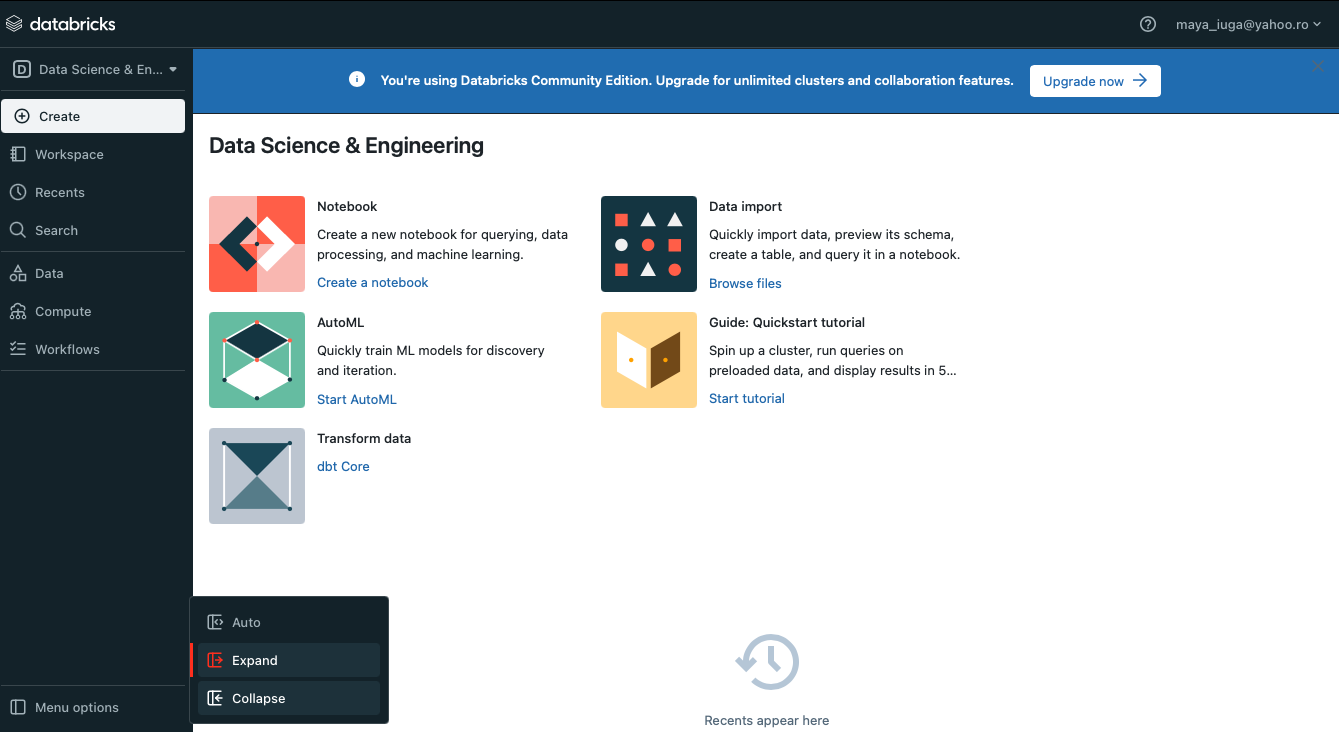 databricks
maya_iuga@yahoo.ro
D Data Science & En...
You're using Databricks Community Edition. Upgrade for unlimited clusters and collaboration features.
Upgrade now
Create
Workspace
Recents
Search
Data
Compute
Workflows
Data Science & Engineering
Notebook
Create a new notebook for querying, data
processing, and machine learning.
Create a notebook
Data import
Quickly import data, preview its schema,
create a table, and query it in a notebook.
Browse files
AutoML
Quickly train ML models for discovery
and iteration.
Start AutoML
Guide: Quickstart tutorial
Spin up a cluster, run queries on
preloaded data, and display results in 5...
Start tutorial
Transform data
dbt Core
Auto
Expand
Collapse
Menu options
Recents appear here